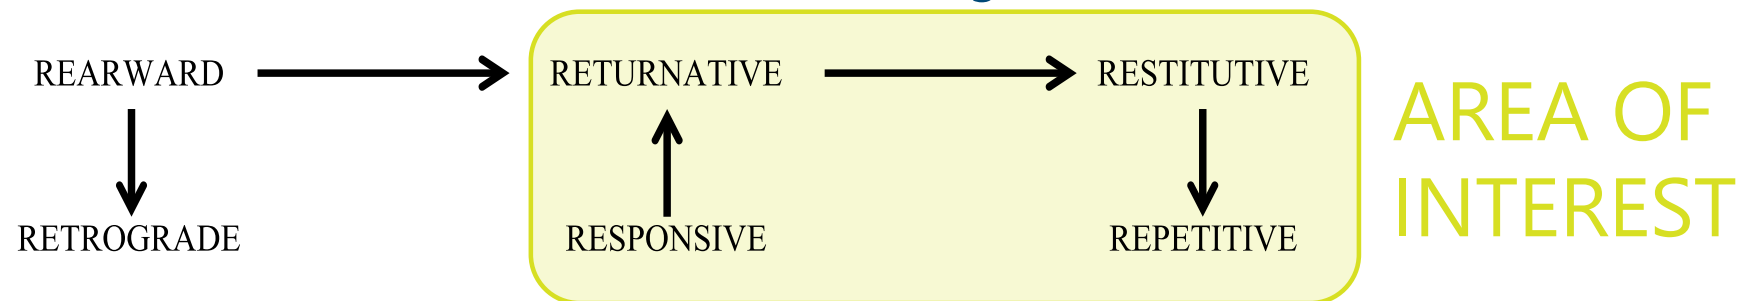 REARWARD
RETURNATIVE
RESTITUTIVE
RETROGRADE
RESPONSIVE
REPETITIVE
AREA OF
INTEREST